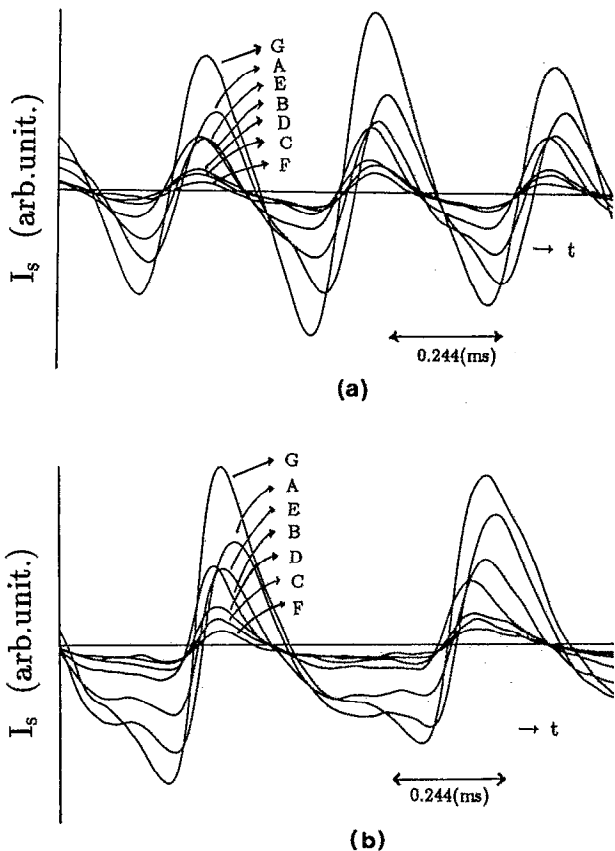 G
A
E
B
D
C
F
I_s (arb.unit.)
→ t
0.244(ms)
(a)
G
A
E
B
D
C
F
I_s (arb.unit.)
→ t
0.244(ms)
(b)